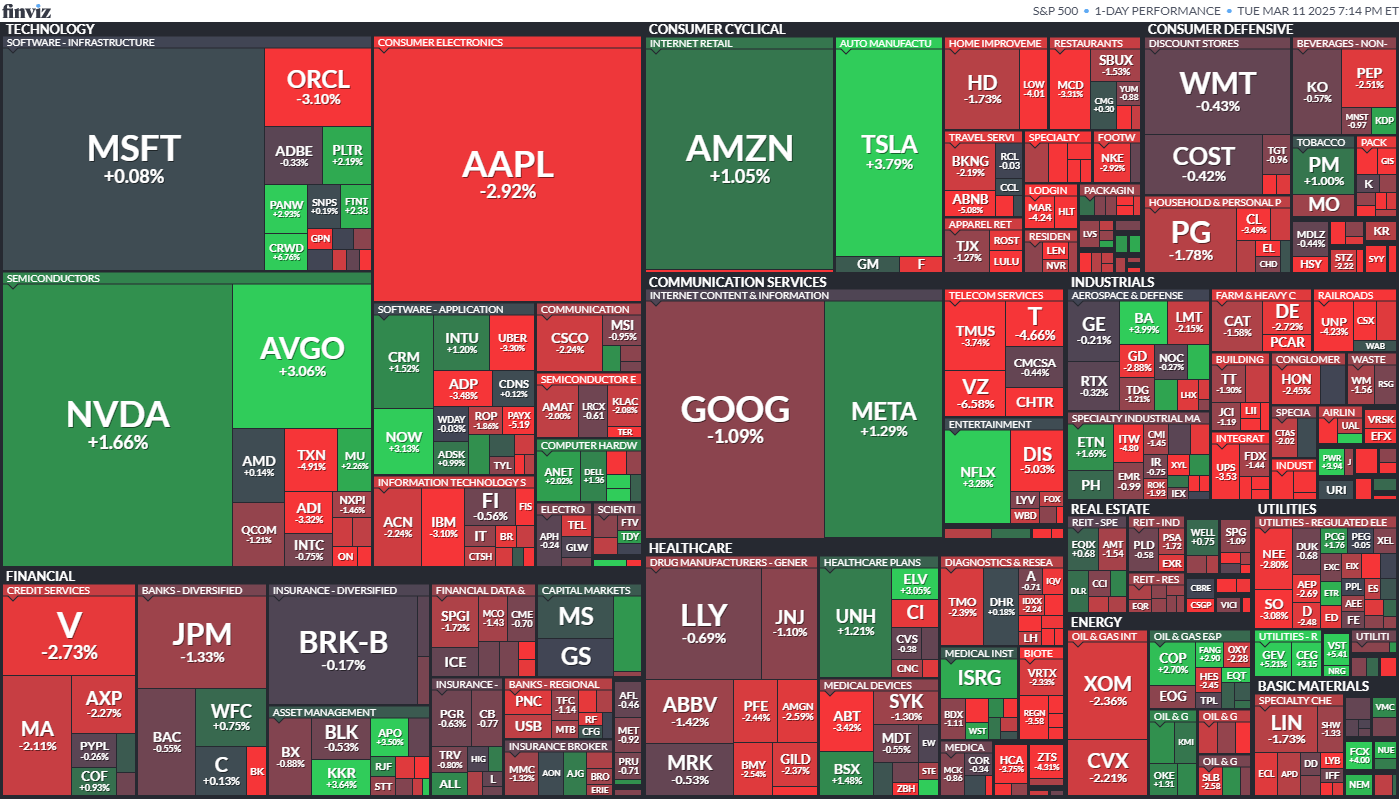 finviz
S&P 500 • 1-DAY PERFORMANCE • TUE MAR 11 2025 7:14 PM ET
TECHNOLOGY
SOFTWARE - INFRASTRUCTURE
MSFT
+0.08%
ORCL
-3.10%
ADBE
-0.33%
PLTR
+2.19%
PANW
+2.93%
SNPS
+0.19%
FTNT
+2.33
CRWD
+6.76%
GPN
CONSUMER ELECTRONICS
AAPL
-2.92%
SEMICONDUCTORS
NVDA
+1.66%
AVGO
+3.06%
AMD
+0.14%
TXN
-4.91%
MU
+2.26%
QCOM
-1.21%
ADI
-3.32%
NXPI
-1.46%
INTC
-0.75%
ON
SOFTWARE - APPLICATION
CRM
+1.52%
INTU
+1.20%
UBER
-3.30%
ADP
-3.48%
CDNS
+0.12%
NOW
+3.13%
WDAY
-0.03%
ROP
-1.86%
PAYX
-5.19
ADSK
+0.99%
TYL
COMMUNICATION
CSCO
-2.24%
MSI
-0.95%
SEMICONDUCTOR E
AMAT
-2.00%
LRCX
-0.61
KLAC
-2.08%
TER
COMPUTER HARDW
ANET
+2.02%
DELL
+1.36
INFORMATION TECHNOLOGY S
ACN
-2.24%
IBM
-3.10%
FI
-0.56%
FIS
IT
BR
CTSH
ELECTRO
APH
-0.24
TEL
GLW
SCIENTI
FTV
TDY
CONSUMER CYCLICAL
INTERNET RETAIL
AMZN
+1.05%
AUTO MANUFACTU
TSLA
+3.79%
GM
F
HOME IMPROVEME
HD
-1.73%
LOW
-4.01
RESTAURANTS
MCD
-3.31%
SBUX
-1.53%
CMG
+0.30
YUM
-0.88
TRAVEL SERVI
BKNG
-2.19%
RCL
-0.03
CCL
ABNB
-5.08%
SPECIALTY
FOOTW
NKE
-2.92%
LODGIN
MAR
-4.24
HLT
PACKAGIN
APPAREL RET
TJX
-1.27%
ROST
LULU
RESIDEN
LEN
NVR
LVS
CONSUMER DEFENSIVE
DISCOUNT STORES
WMT
-0.43%
COST
-0.42%
TGT
-0.96
BEVERAGES - NON-
KO
-0.57%
PEP
-2.51%
MNST
-0.97
KDP
TOBACCO
PM
+1.00%
MO
PACK
GIS
K
HOUSEHOLD & PERSONAL P
PG
-1.78%
CL
-3.49%
EL
CHD
MDLZ
-0.44%
HSY
STZ
-2.22
KR
SYY
COMMUNICATION SERVICES
INTERNET CONTENT & INFORMATION
GOOG
-1.09%
META
+1.29%
TELECOM SERVICES
TMUS
-3.74%
T
-4.66%
VZ
-6.58%
CMCSA
-0.44%
CHTR
ENTERTAINMENT
NFLX
+3.28%
DIS
-5.03%
LYV
FOX
WBD
INDUSTRIALS
AEROSPACE & DEFENSE
GE
-0.21%
BA
+3.99%
LMT
-2.15%
RTX
-0.32%
GD
-2.88%
NOC
-0.27%
TDG
-1.21%
LHX
FARM & HEAVY C
CAT
-1.58%
DE
-2.72%
PCAR
RAILROADS
UNP
-4.23%
CSX
WAB
BUILDING
TT
-1.30%
JCI
-1.19
LII
CONGLOMER
HON
-2.45%
WASTE
WM
-1.56
RSG
SPECIALTY INDUSTRIAL MA
ETN
+1.69%
ITW
-4.80
CMI
-1.45
PH
EMR
-0.99
IR
-0.75
XYL
ROK
-1.93
IEX
INTEGRAT
UPS
-3.53
FDX
-1.44
SPECIA
CTAS
-2.02
AIRLIN
UAL
VRSK
EFX
INDUST
PWR
+3.94
J
URI
REAL ESTATE
REIT - SPE
EQIX
+0.68
AMT
-1.54
DLR
CCI
REIT - IND
PLD
-0.58
PSA
-1.72
EXR
REIT - RES
EQR
WELL
+0.75
SPG
-1.09
CBRE
CSGP
VICI
UTILITIES
UTILITIES - REGULATED ELE
NEE
-2.80%
DUK
-0.68
PCG
+1.76
PEG
-0.05
XEL
SO
-3.08%
EXC
EIX
AEP
-2.69
ETR
PPL
ES
D
-2.48
AEE
ED
FE
UTILITIES - R
GEV
+5.21%
CEG
+3.15
VST
+5.41
NRG
UTILITI
HEALTHCARE
DRUG MANUFACTURERS - GENER
LLY
-0.69%
JNJ
-1.10%
ABBV
-1.42%
PFE
-2.44%
AMGN
-2.59%
MRK
-0.53%
BMY
-2.54%
GILD
-2.37%
HEALTHCARE PLANS
UNH
+1.21%
ELV
+3.05%
CI
CVS
-0.38
CNC
MEDICAL DEVICES
ABT
-3.42%
SYK
-1.30%
MDT
-0.55%
EW
BSX
+1.48%
STE
ZBH
DIAGNOSTICS & RESEA
TMO
-2.39%
DHR
+0.18%
A
-0.71
IQV
IDXX
-2.24
LH
MEDICAL INST
ISRG
BDX
-1.11
WST
BIOTE
VRTX
-2.33%
REGN
-2.58
MEDICA
MCK
-0.86
COR
-0.34
HCA
-3.75%
ZTS
-4.31%
FINANCIAL
CREDIT SERVICES
V
-2.73%
MA
-2.11%
AXP
-2.27%
PYPL
-0.26%
COF
+0.93%
BANKS - DIVERSIFIED
JPM
-1.33%
BAC
-0.55%
WFC
+0.75%
C
+0.13%
BK
INSURANCE - DIVERSIFIED
BRK-B
-0.17%
ASSET MANAGEMENT
BX
-0.88%
BLK
-0.53%
APO
+3.50%
KKR
+3.64%
RJF
STT
FINANCIAL DATA &
SPGI
-1.72%
MCO
-1.43
CME
-0.70
ICE
CAPITAL MARKETS
MS
GS
INSURANCE -
PGR
-0.63%
CB
-0.77
TRV
-0.80%
HIG
ALL
L
BANKS - REGIONAL
PNC
TFC
-1.14
RF
USB
MTB
CFG
INSURANCE BROKER
MMC
-1.32%
AON
AJG
BRO
ERIE
AFL
-0.46
MET
-0.92
PRU
-0.71
ENERGY
OIL & GAS INT
XOM
-2.36%
CVX
-2.21%
OIL & GAS E&P
COP
+2.70%
FANG
+2.90
OXY
-2.28
EOG
HES
-2.45
EQT
TPL
OIL & G
KMI
OKE
+1.31
OIL & G
OIL & G
SLB
-2.58
BASIC MATERIALS
SPECIALTY CHE
LIN
-1.73%
SHW
-1.33
ECL
APD
DD
LYB
IFF
VMC
FCX
+4.00
NUE
NEM